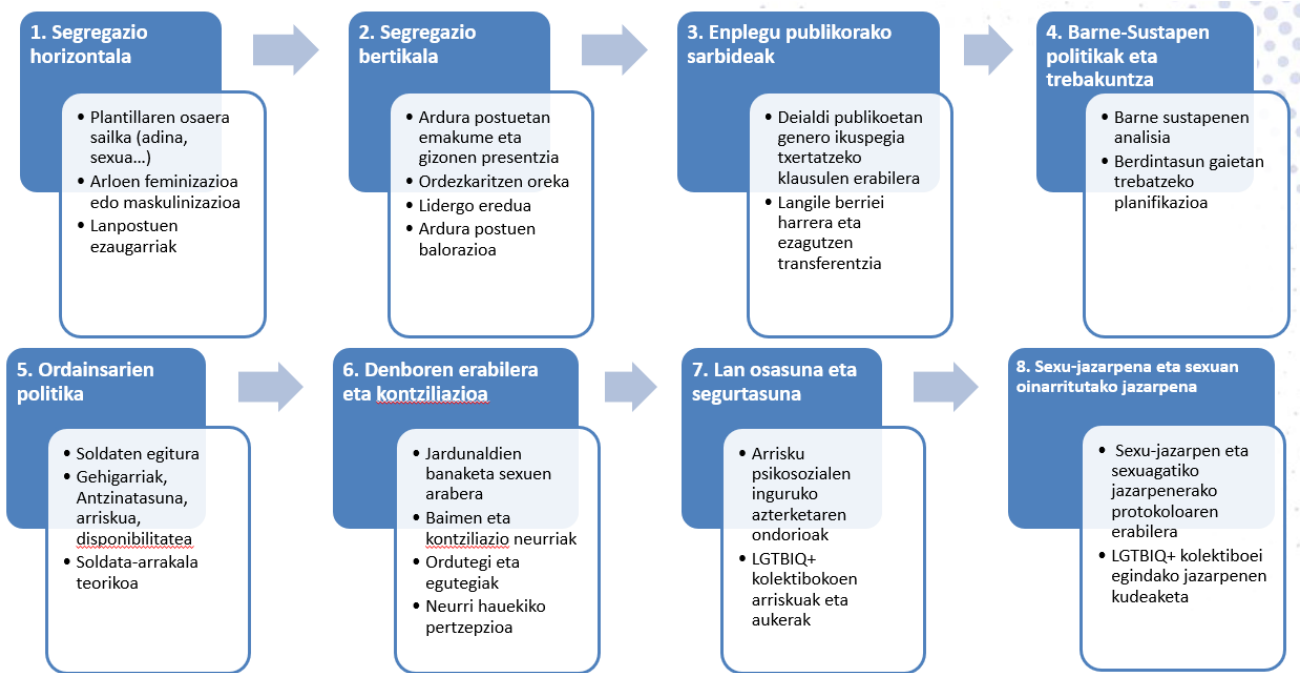 1. Segregazio
horizontala
• Plantillaren osaera
sailka (adina,
sexua...)
• Arloen feminizazioa
edo maskulinizazioa
• Lanpostuen
ezaugarriak
2. Segregazio
bertikala
• Ardura postuetan
emakume eta
gizonen presentzia
• Ordezkaritzen oreka
• Lidergo eredua
• Ardura postuen
balorazioa
3. Enplegu publikorako
sarbideak
• Deialdi publikoetan
genero ikuspegia
txertatzeko
klausulen erabilera
• Langile berriei
harrera eta
ezagutzen
transferentzia
4. Barne-Sustapen
politikak eta
trebakuntza
• Barne sustapenen
analisia
• Berdintasun gaietan
trebatzeko
planifikazioa
5. Ordainsarien
politika
• Soldaten egitura
• Gehigarriak,
Antzinatasuna,
arriskua,
disponibilitatea
• Soldata-arrakala
teorikoa
6. Denboren erabilera
eta kontziliazioa
• Jardunaldien
banaketa sexuen
arabera
• Baimen eta
kontziliazio neurriak
• Ordutegi eta
egutegiak
• Neurri hauekiko
pertzepzioa
7. Lan osasuna eta
segurtasuna
• Arrisku
psikosozialen
inguruko
azterketaren
ondorioak
• LGTBIQ+
kolektibokoen
arriskuak eta
aukerak
8. Sexu-jazarpena eta sexuan
oinarritutako jazarpena
• Sexu-jazarpen eta
sexuagatiko
jazarpenerako
protokoloaren
erabilera
• LGTBIQ+ kolektiboei
egindako jazarpenen
kudeaketa